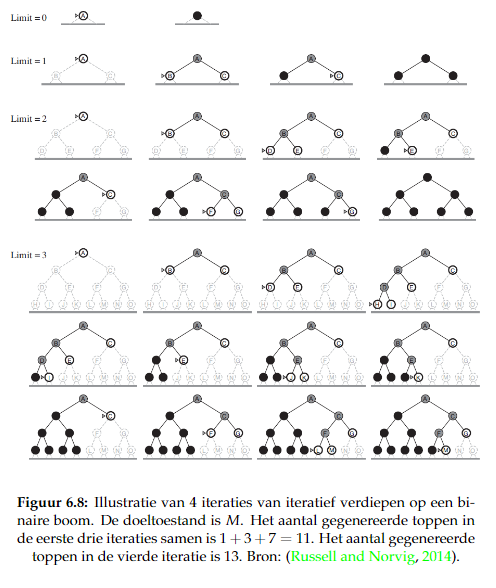 Limit = 0 A
Limit = 1 A A A
B C B C C
Limit = 2 A A A A
B C B C B C B C
D E F G D E F G D E F G E F G
A A A
C C C
G F G G
Limit = 3 A A A A
B C B C B C B C
D E F G D E F G D E F G D E F G
H I J K L M N O H I J K L M N O H I J K L M N O H I J K L M N O
A A A A
B C B C B C B C
D E F G E F G E F G E F G
I J K L M N O J K L M N O J K L M N O K L M N O
A A A A
C C C C
F G F G F G F G
L M N O L M N O L M N O M N O
Figuur 6.8: Illustratie van 4 iteraties van iteratief verdiepen op een bi-
naire boom. De doeltoestand is M. Het aantal gegenereerde toppen in
de eerste drie iteraties samen is 1 + 3 + 7 = 11. Het aantal gegenereerde
toppen in de vierde iteratie is 13. Bron: (Russell and Norvig, 2014).